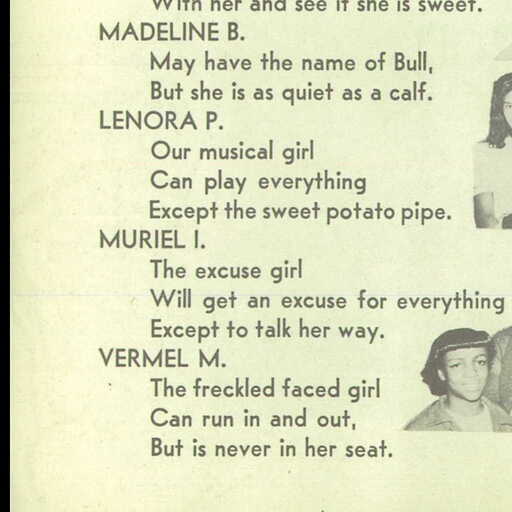 With her and see if she is sweet.
MADELINE B.
May have the name of Bull,
But she is as quiet as a calf.
LENORA P.
Our musical girl
Can play everything
Except the sweet potato pipe.
MURIEL I.
The excuse girl
Will get an excuse for everything
Except to talk her way.
VERMEL M.
The freckled faced girl
Can run in and out,
But is never in her seat.